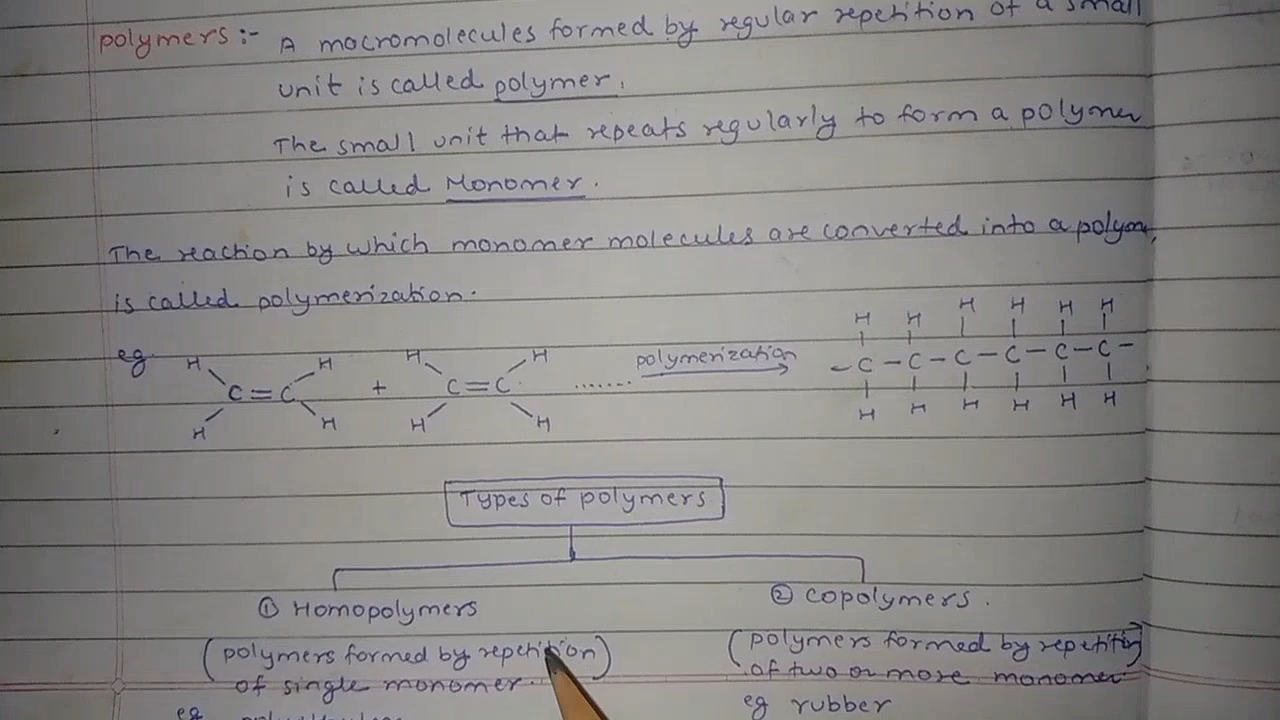 polymers :- A macromolecules formed by regular repetition of a small
unit is called polymer.
The small unit that repeats regularly to form a polymer
is called Monomer.
The reaction by which monomer molecules are converted into a polym
is called polymerization.
eg
H H H H H H H H H H
C = C + C = C ....... polymerization - C - C - C - C - C - C -
H H H H H H H H H H
Types of polymers
① Homopolymers ② copolymers.
(polymers formed by repetition) (polymers formed by repetition)
of single monomer. of two or more monomer
eg eg rubber